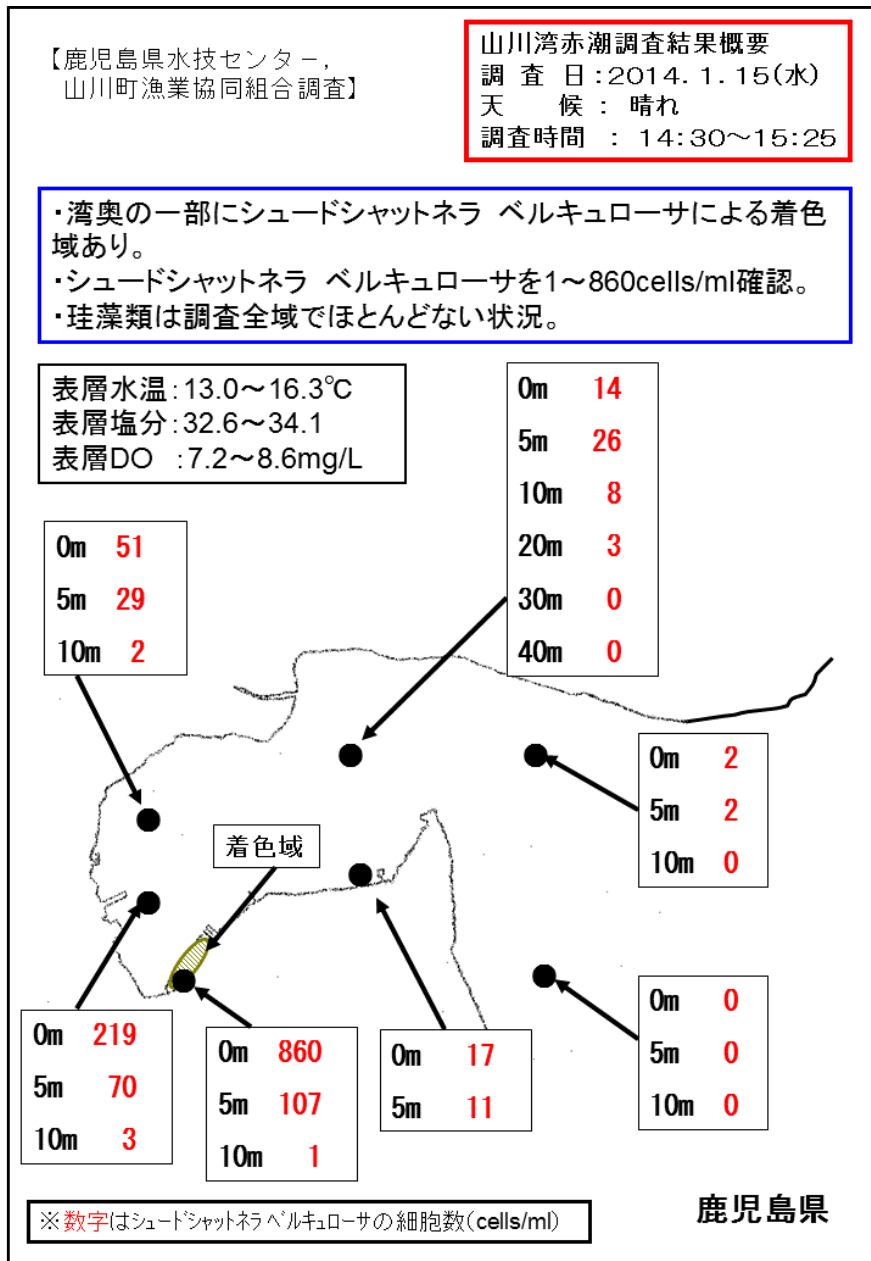 【鹿児島県水技センター,
山川町漁業協同組合調査】
山川湾赤潮調査結果概要
調 査 日:2014. 1. 15(水)
天　　候 : 晴れ
調査時間 : 14:30～15:25
・湾奥の一部にシュードシャットネラ ベルキュローサによる着色
域あり。
・シュードシャットネラ ベルキュローサを1～860cells/ml確認。
・珪藻類は調査全域でほとんどない状況。
表層水温:13.0～16.3℃
表層塩分:32.6～34.1
表層DO :7.2～8.6mg/L
0m 14
5m 26
10m 8
20m 3
30m 0
40m 0
0m 51
5m 29
10m 2
0m 2
5m 2
10m 0
着色域
0m 219
5m 70
10m 3
0m 860
5m 107
10m 1
0m 17
5m 11
0m 0
5m 0
10m 0
※数字はシュードシャットネラ ベルキュローサの細胞数(cells/ml)
鹿児島県